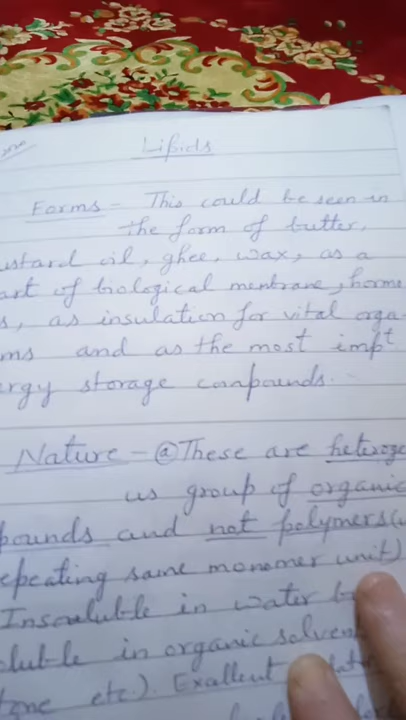 Lipids
Forms - This could be seen in
the form of butter,
ustard oil, ghee, wax, as a
art of biological membrane, hormo
s, as insulation for vital orga-
ms and as the most impt
ergy storage compounds.
Nature - @ These are heteroge
us group of organic
pounds and not polymers(
epeating same monomer unit)
Insoluble in water
luble in organic solven
tone etc.). Exallent